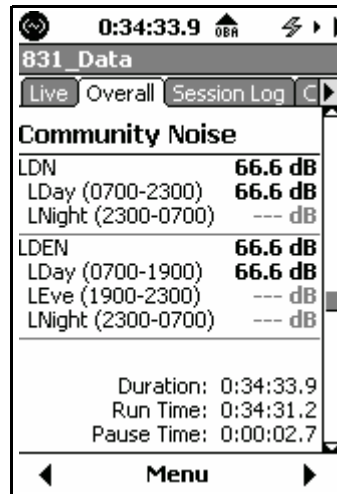 0:34:33.9 OBA
831_Data
Live Overall Session Log C
Community Noise
LDN 66.6 dB
LDay (0700-2300) 66.6 dB
LNight (2300-0700) --- dB
LDEN 66.6 dB
LDay (0700-1900) 66.6 dB
LEve (1900-2300) --- dB
LNight (2300-0700) --- dB
Duration: 0:34:33.9
Run Time: 0:34:31.2
Pause Time: 0:00:02.7
Menu